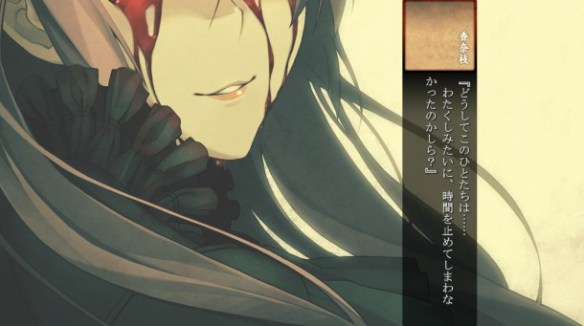 香奈枝
『どうしてこのひとたちは……
わたくしみたいに、時間を止めてしまわな
かったのかしら？』